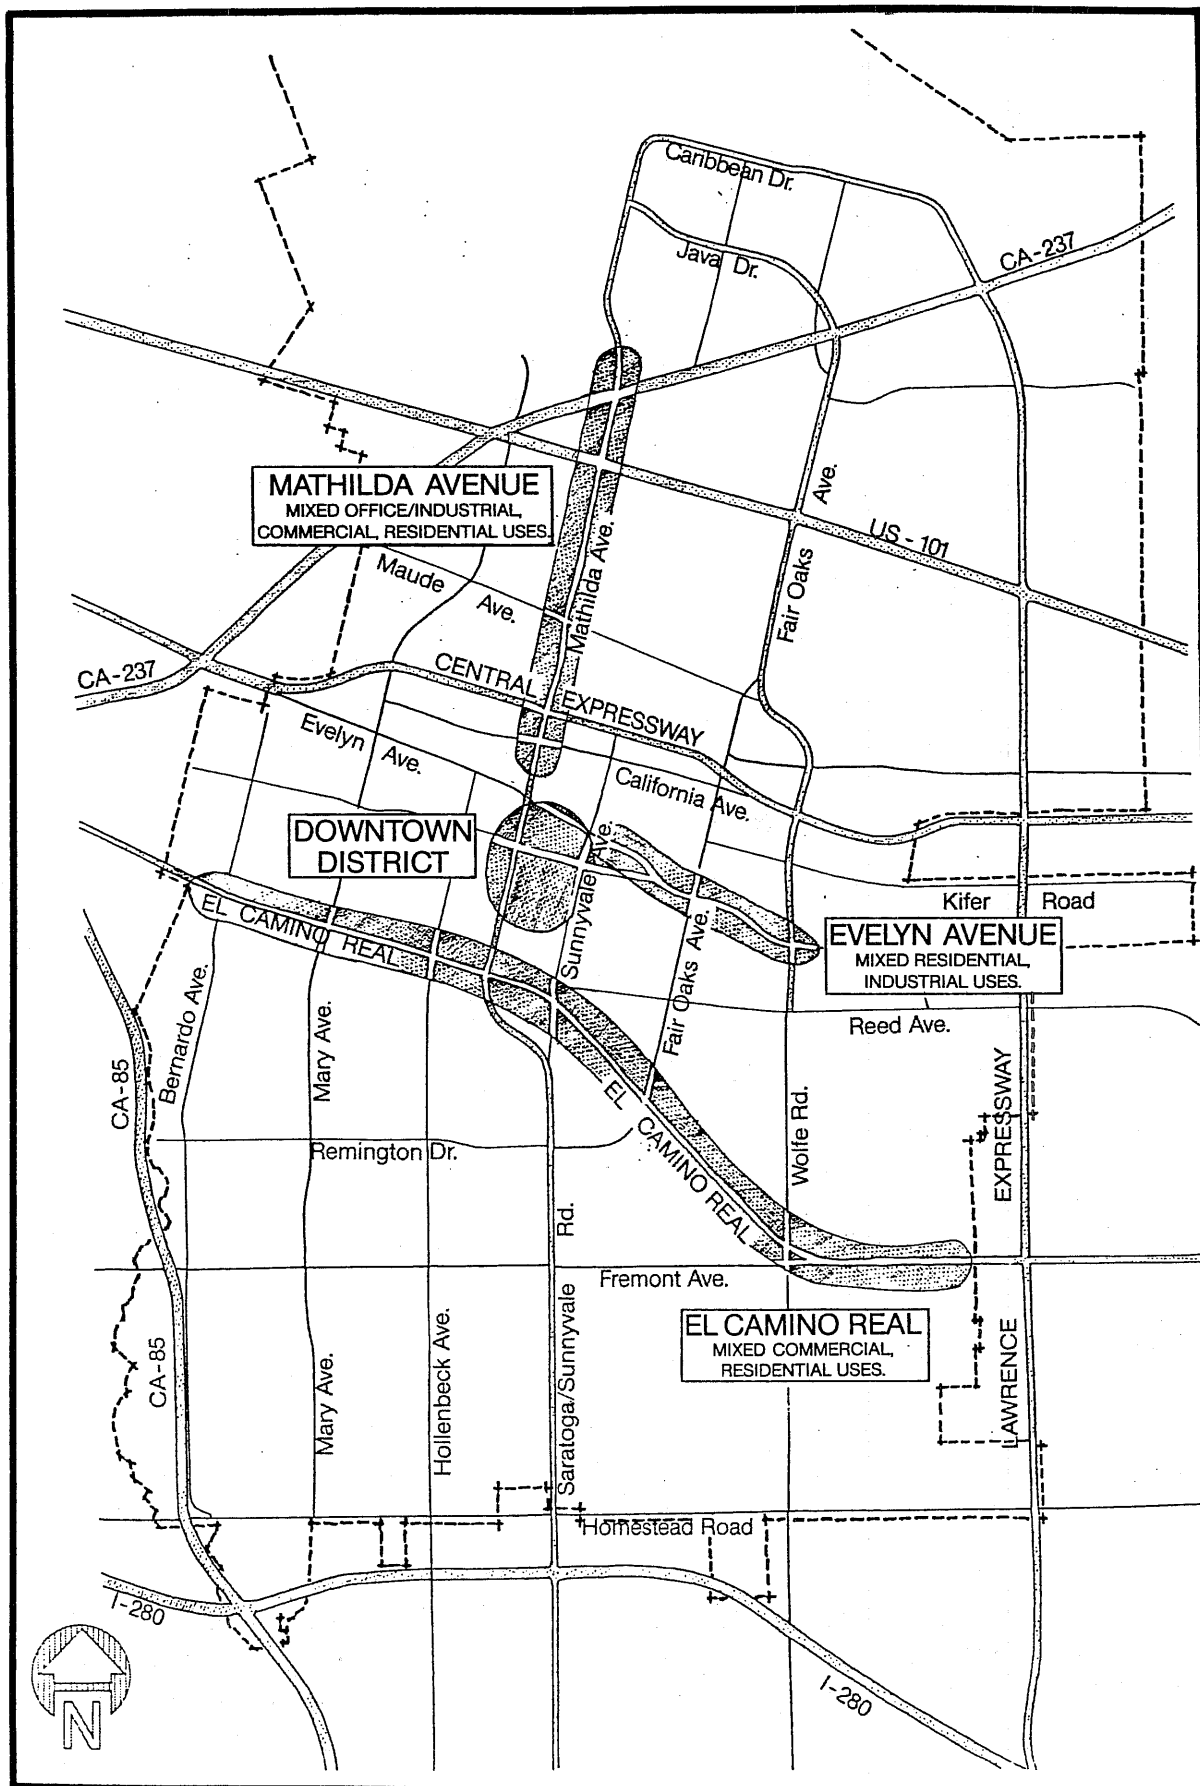 Caribbean Dr.
Java Dr.
CA-237
MATHILDA AVENUE
MIXED OFFICE/INDUSTRIAL,
COMMERCIAL, RESIDENTIAL USES.
Mathilda Ave.
Fair Oaks Ave.
US - 101
Maude Ave.
CA-237
CENTRAL EXPRESSWAY
Evelyn Ave.
California Ave.
DOWNTOWN
DISTRICT
Sunnyvale Ave.
Kifer Road
EL CAMINO REAL
Fair Oaks Ave.
EVELYN AVENUE
MIXED RESIDENTIAL,
INDUSTRIAL USES.
Reed Ave.
Bernardo Ave.
Mary Ave.
CA-85
EL CAMINO REAL
Wolfe Rd.
LAWRENCE EXPRESSWAY
Remington Dr.
Fremont Ave.
EL CAMINO REAL
MIXED COMMERCIAL,
RESIDENTIAL USES.
CA-85
Mary Ave.
Hollenbeck Ave.
Saratoga/Sunnyvale Rd.
Homestead Road
I-280
I-280
N